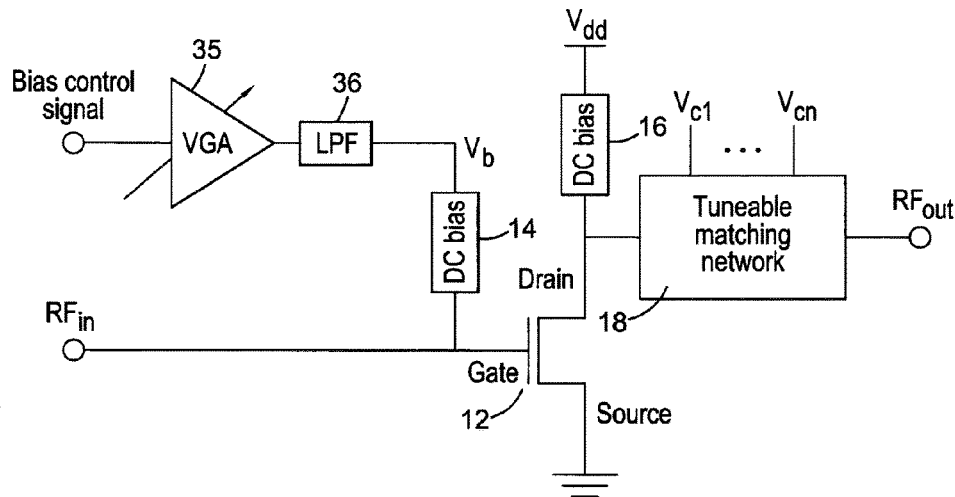 Bias control
signal
35
VGA
36
LPF
V_b
DC bias
14
V_dd
DC bias
16
V_c1
...
V_cn
Tuneable
matching
network
18
RF_out
Drain
RF_in
Gate
12
Source